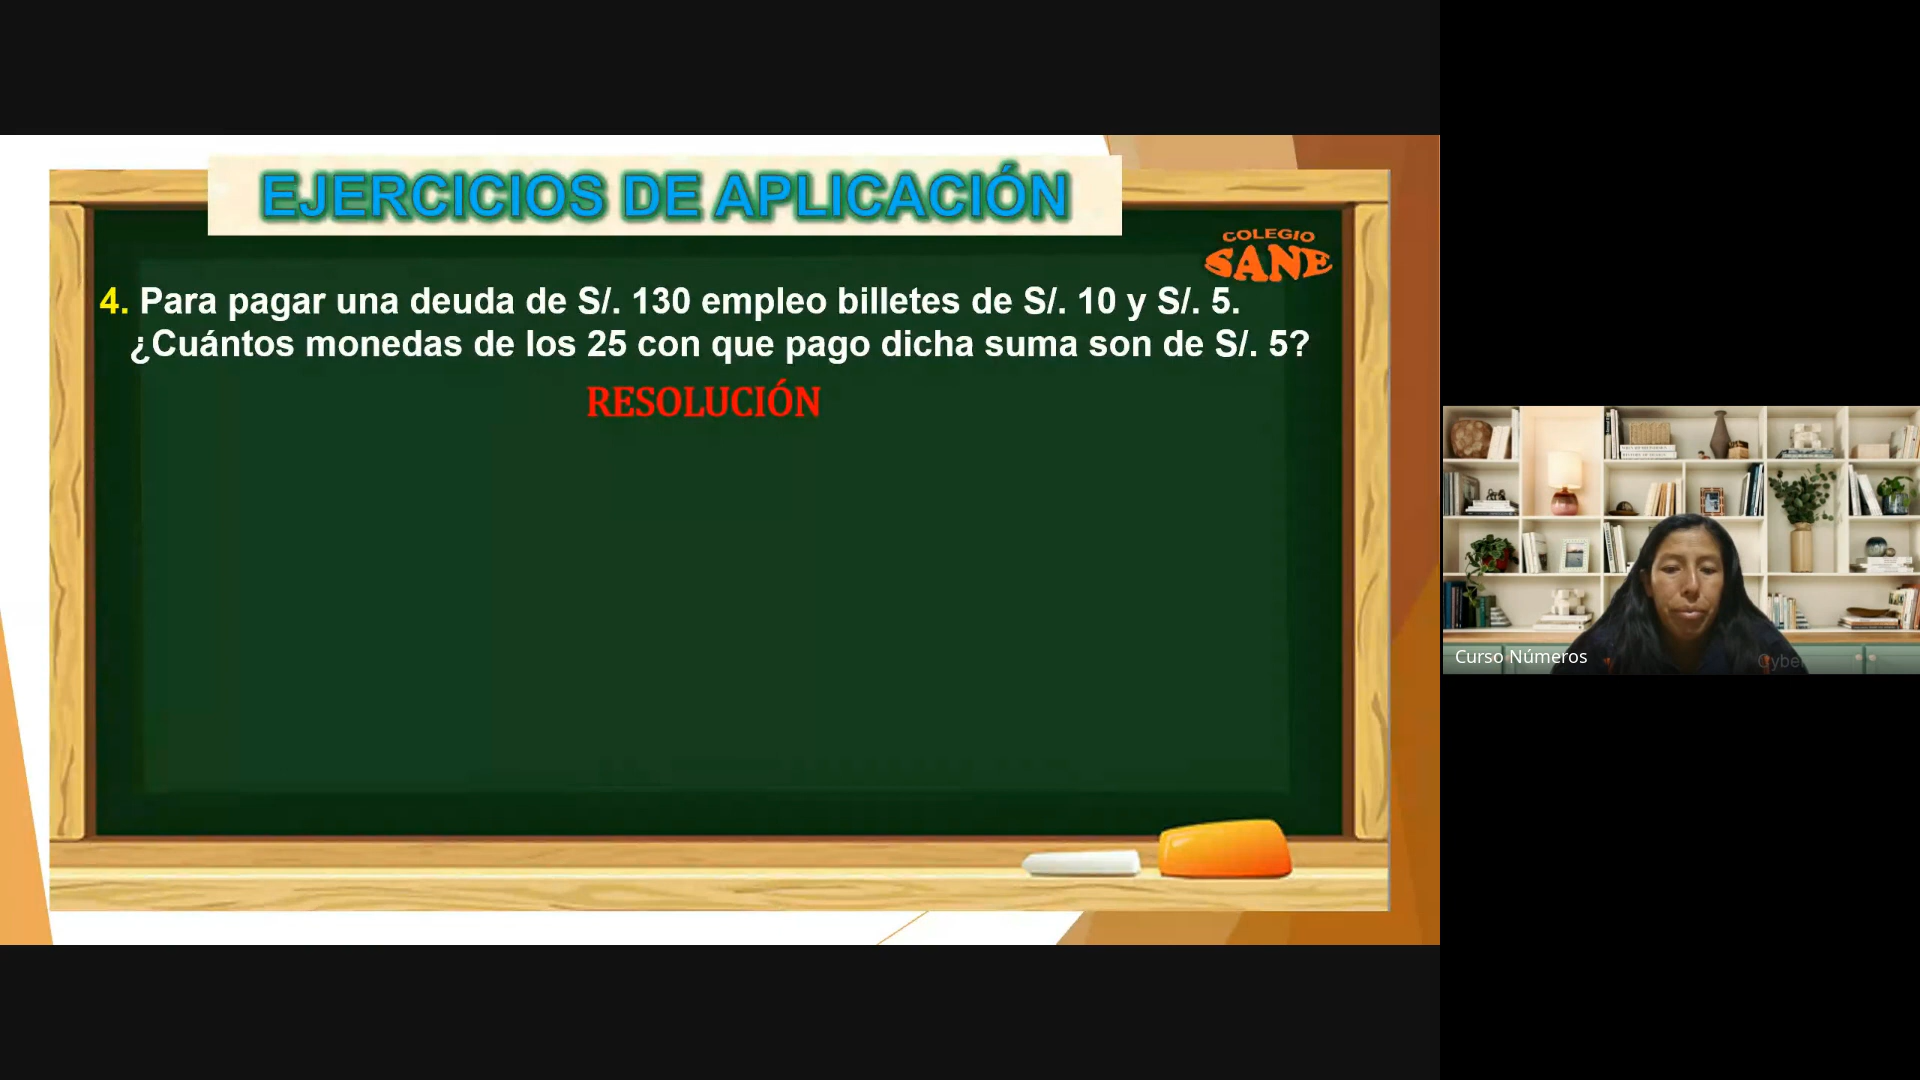 EJERCICIOS DE APLICACIÓN
COLEGIO
SANE
4. Para pagar una deuda de S/. 130 empleo billetes de S/. 10 y S/. 5.
¿Cuántos monedas de los 25 con que pago dicha suma son de S/. 5?
RESOLUCIÓN
Curso Números